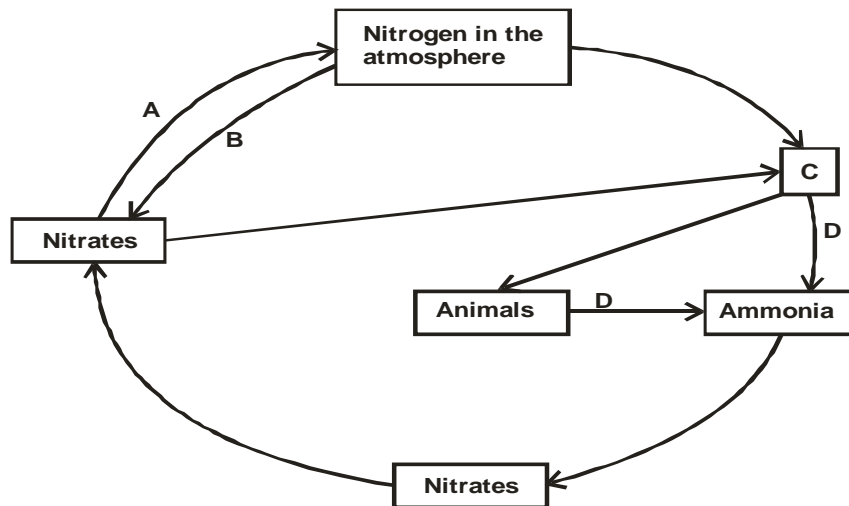 Nitrogen in the
atmosphere
A
B
C
Nitrates
D
Animals
D
Ammonia
Nitrates